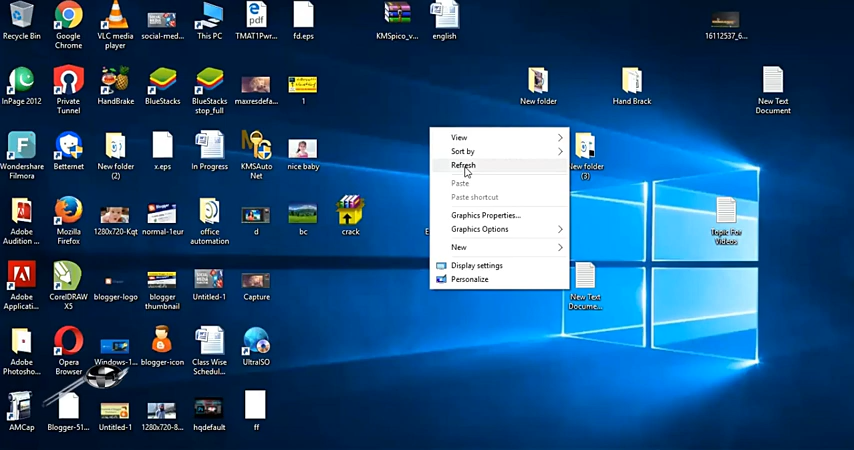 Recycle Bin
Google
Chrome
VLC media
player
social-med...
This PC
TMAT1Pwr...
fd.eps
KMSpico_v...
english
16112537_6...
pdf
InPage 2012
Private
Tunnel
HandBrake
BlueStacks
BlueStacks
stop_full
maxresdefa...
1
New folder
Hand Brack
New Text
Document
Wondershare
Filmora
Betternet
New folder
(2)
x.eps
In Progress
KMSAuto
Net
nice baby
New folder
(3)
View
Sort by
Refresh
Paste
Paste shortcut
Graphics Properties...
Graphics Options
New
Display settings
Personalize
Adobe
Audition ...
Mozilla
Firefox
1280x720-Kqt
normal-1eur
office
automation
d
bc
crack
Topic For
Videos
Adobe
Applicati...
CorelDRAW
X5
blogger-logo
blogger
thumbnail
Untitled-1
Capture
New Text
Docume...
Adobe
Photosho...
Opera
Browser
Windows-1...
blogger-icon
Class Wise
Schedul...
UltraISO
AMCap
Blogger-51...
Untitled-1
1280x720-8...
hqdefault
ff